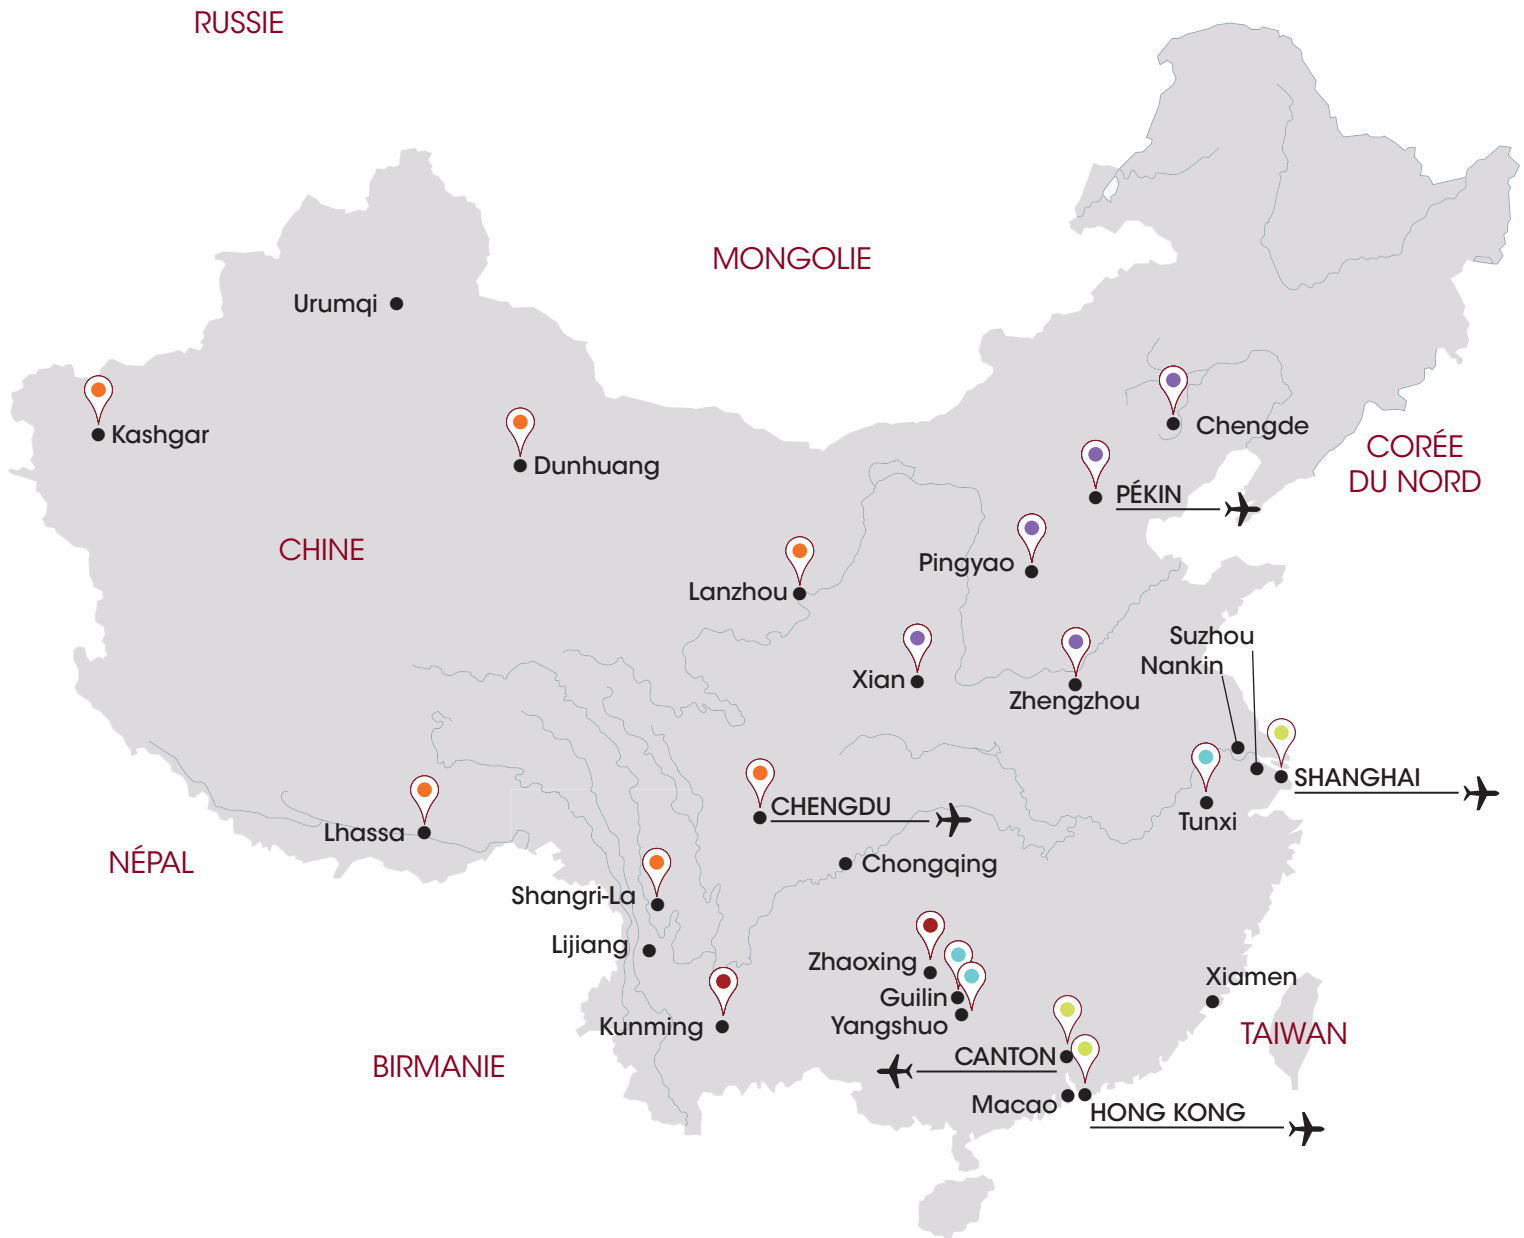 RUSSIE
MONGOLIE
Urumqi
Kashgar
Dunhuang
Chengde
CORÉE
DU NORD
PÉKIN
CHINE
Pingyao
Lanzhou
Suzhou
Nankin
Xian
Zhengzhou
SHANGHAI
CHENGDU
Tunxi
Lhassa
NÉPAL
Chongqing
Shangri-La
Lijiang
Zhaoxing
Xiamen
Guilin
Yangshuo
Kunming
TAIWAN
CANTON
BIRMANIE
Macao
HONG KONG